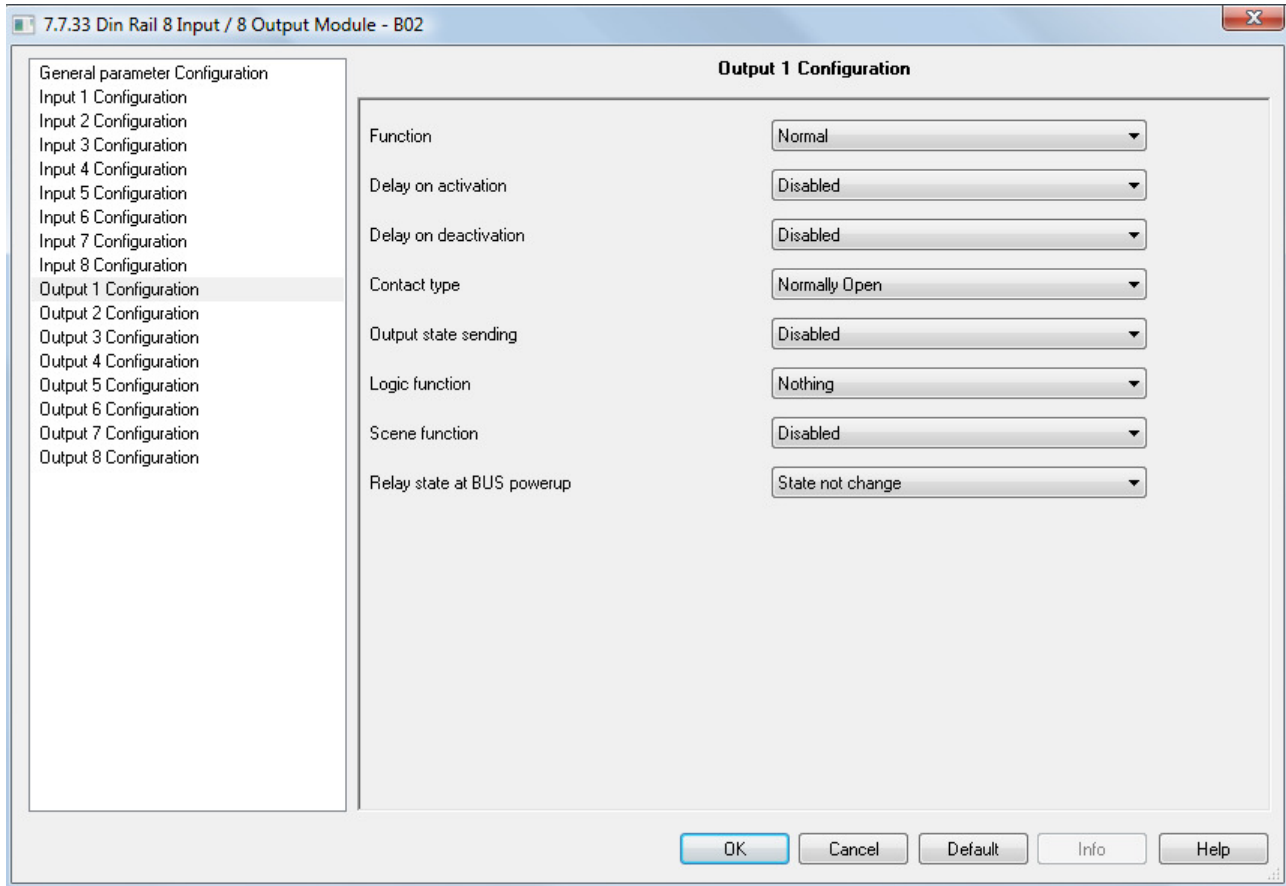 7.7.33 Din Rail 8 Input / 8 Output Module - B02
General parameter Configuration
Input 1 Configuration
Input 2 Configuration
Input 3 Configuration
Input 4 Configuration
Input 5 Configuration
Input 6 Configuration
Input 7 Configuration
Input 8 Configuration
Output 1 Configuration
Output 2 Configuration
Output 3 Configuration
Output 4 Configuration
Output 5 Configuration
Output 6 Configuration
Output 7 Configuration
Output 8 Configuration
Output 1 Configuration
Function Normal
Delay on activation Disabled
Delay on deactivation Disabled
Contact type Normally Open
Output state sending Disabled
Logic function Nothing
Scene function Disabled
Relay state at BUS powerup State not change
OK Cancel Default Info Help